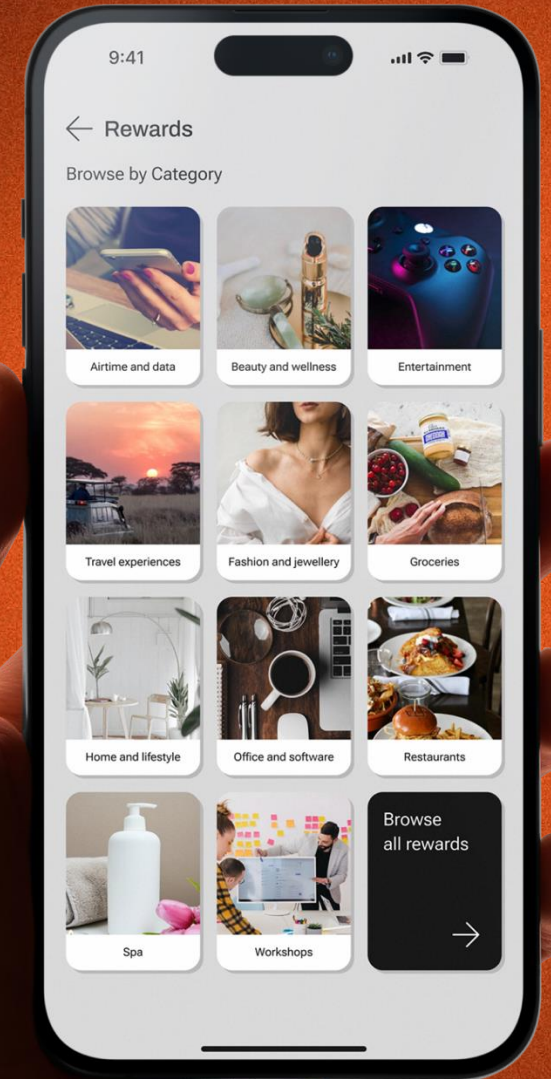 9:41
Rewards
Browse by Category
Airtime and data
Beauty and wellness
Entertainment
Travel experiences
Fashion and jewellery
Groceries
Home and lifestyle
Office and software
Restaurants
Spa
Workshops
Browse
all rewards